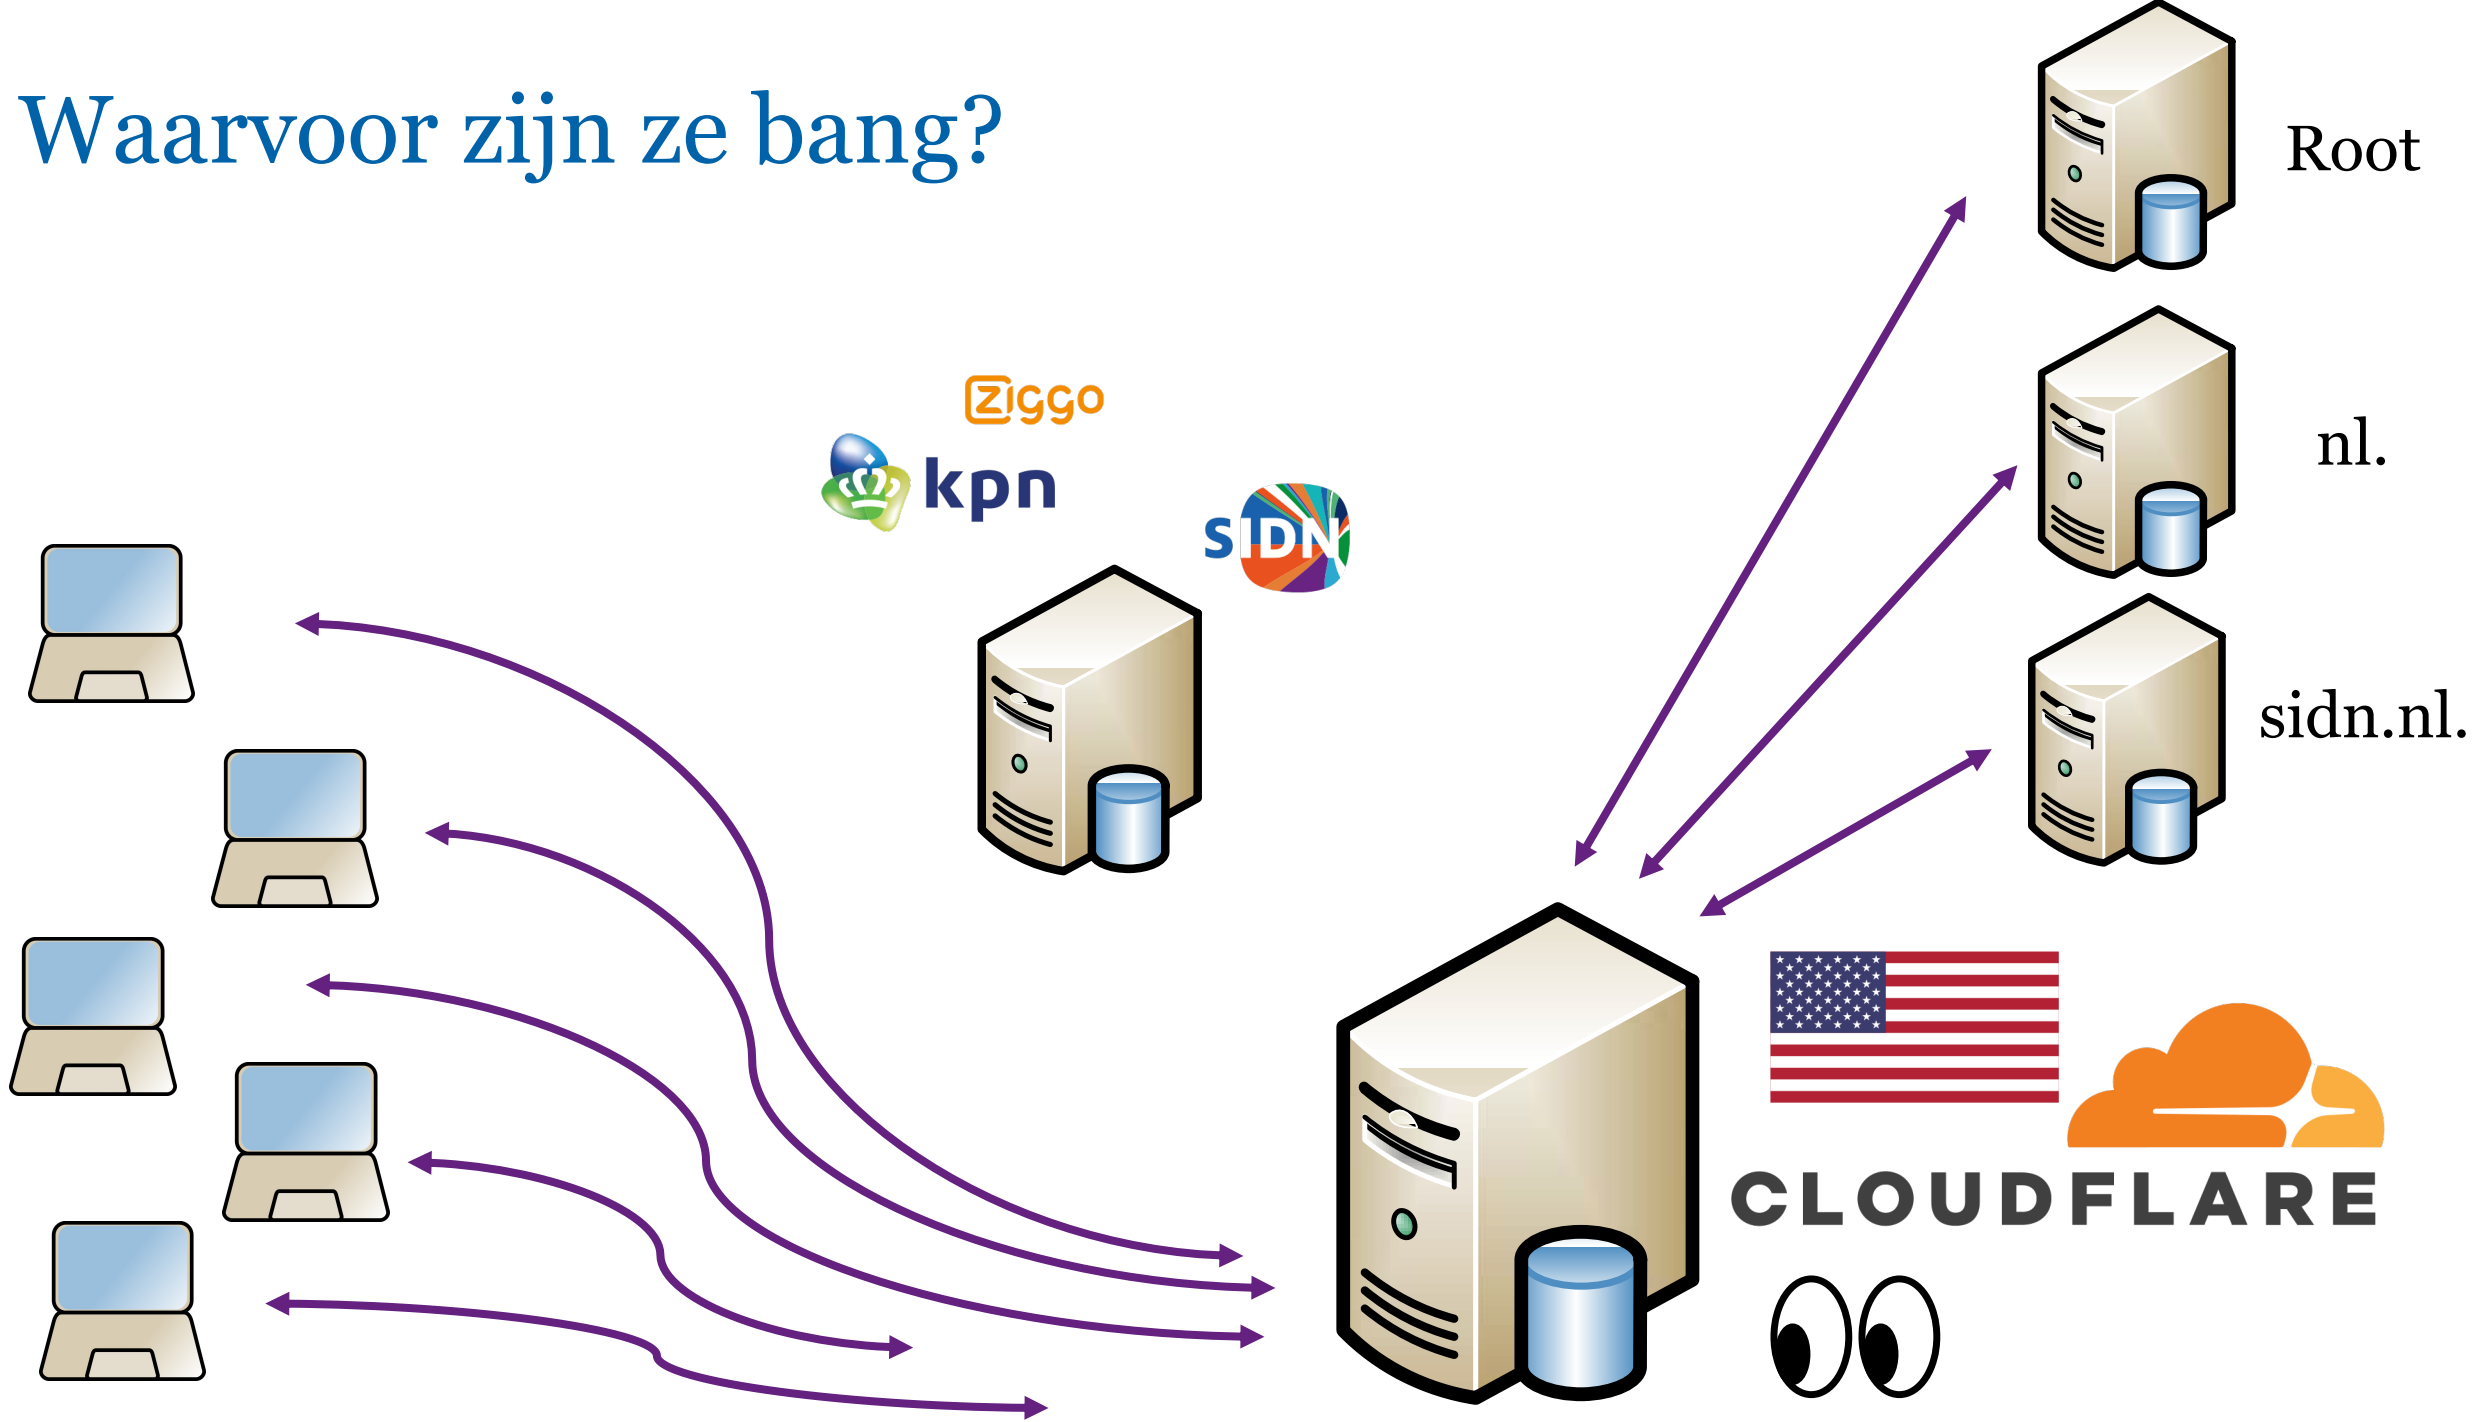 Waarvoor zijn ze bang?
Root
nl.
sidn.nl.
ziggo
kpn
SIDN
CLOUDFLARE